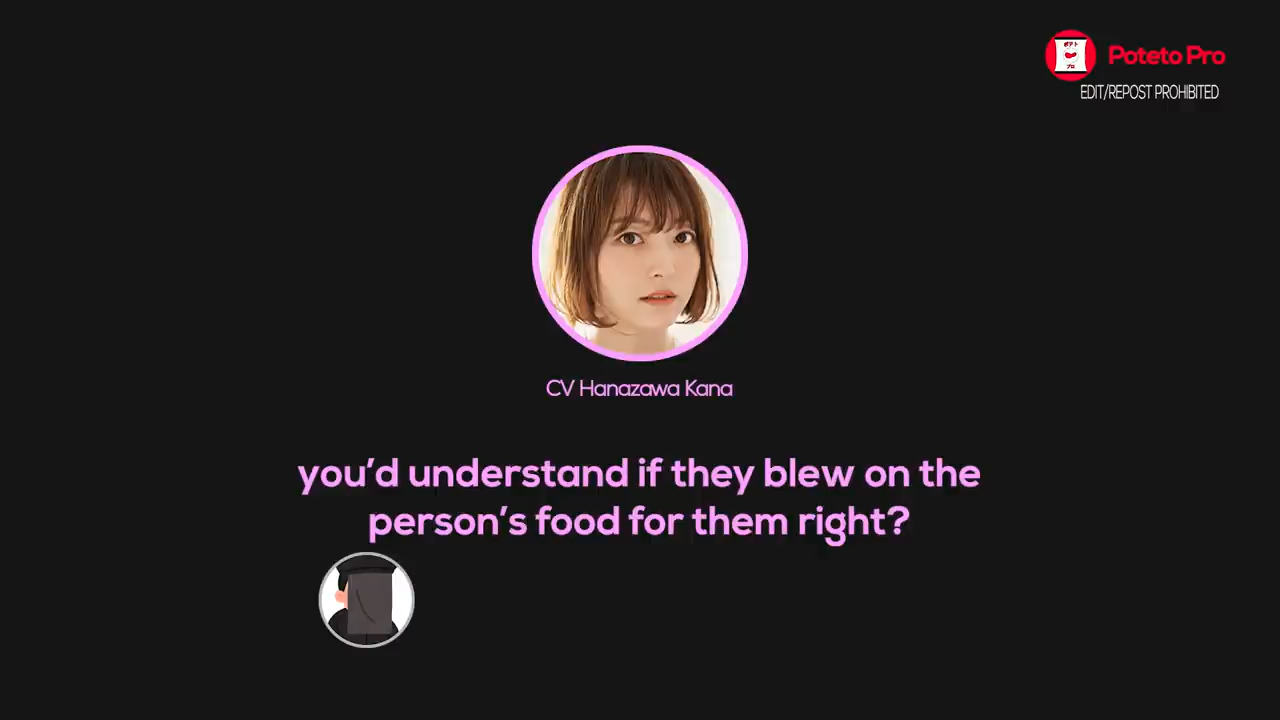 Poteto Pro
EDIT/REPOST PROHIBITED
CV Hanazawa Kana
you’d understand if they blew on the
person’s food for them right?